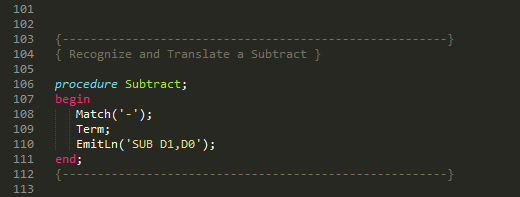 101
102
103 {--------------------------------------------------------------}
104 { Recognize and Translate a Subtract }
105
106 procedure Subtract;
107 begin
108    Match('-');
109    Term;
110    EmitLn('SUB D1,D0');
111 end;
112 {--------------------------------------------------------------}
113